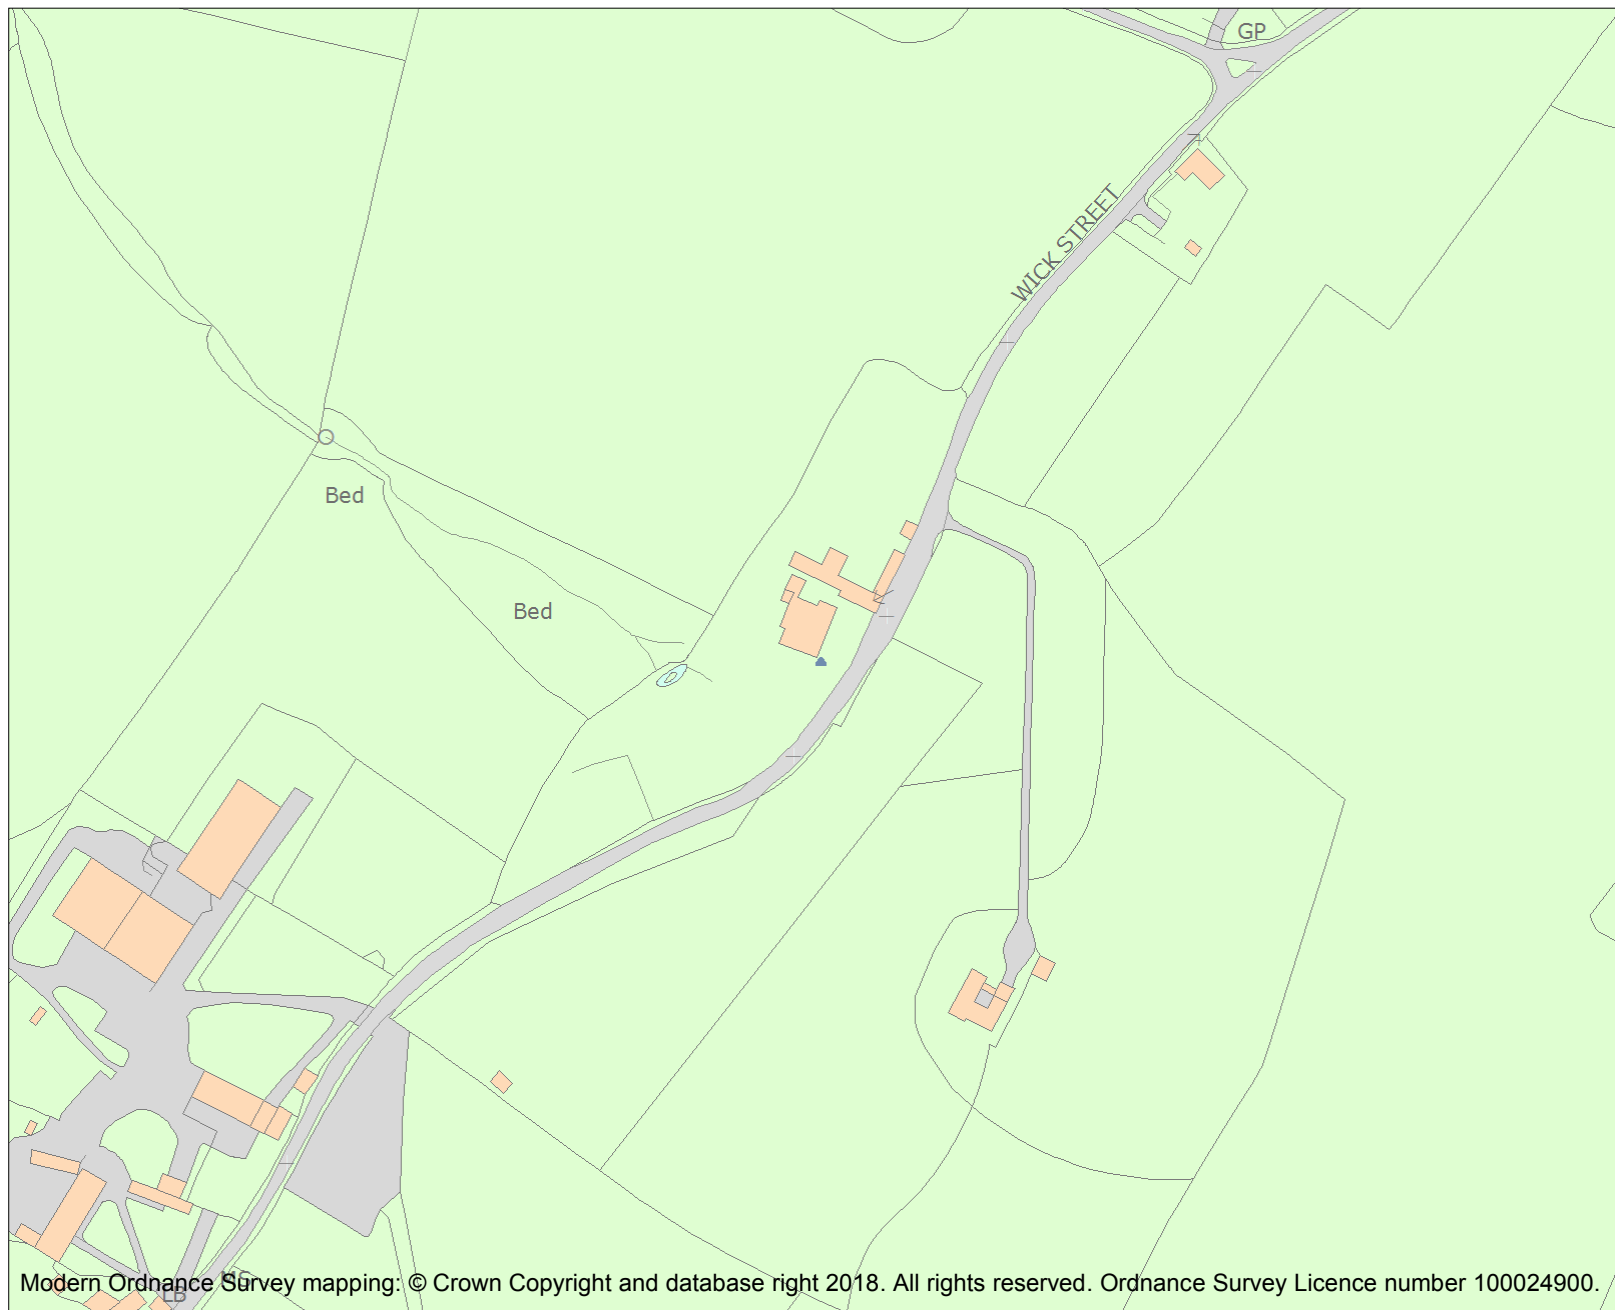 GP
WICK STREET
Bed
Bed
MS
LB
Modern Ordnance Survey mapping: © Crown Copyright and database right 2018. All rights reserved. Ordnance Survey Licence number 100024900.